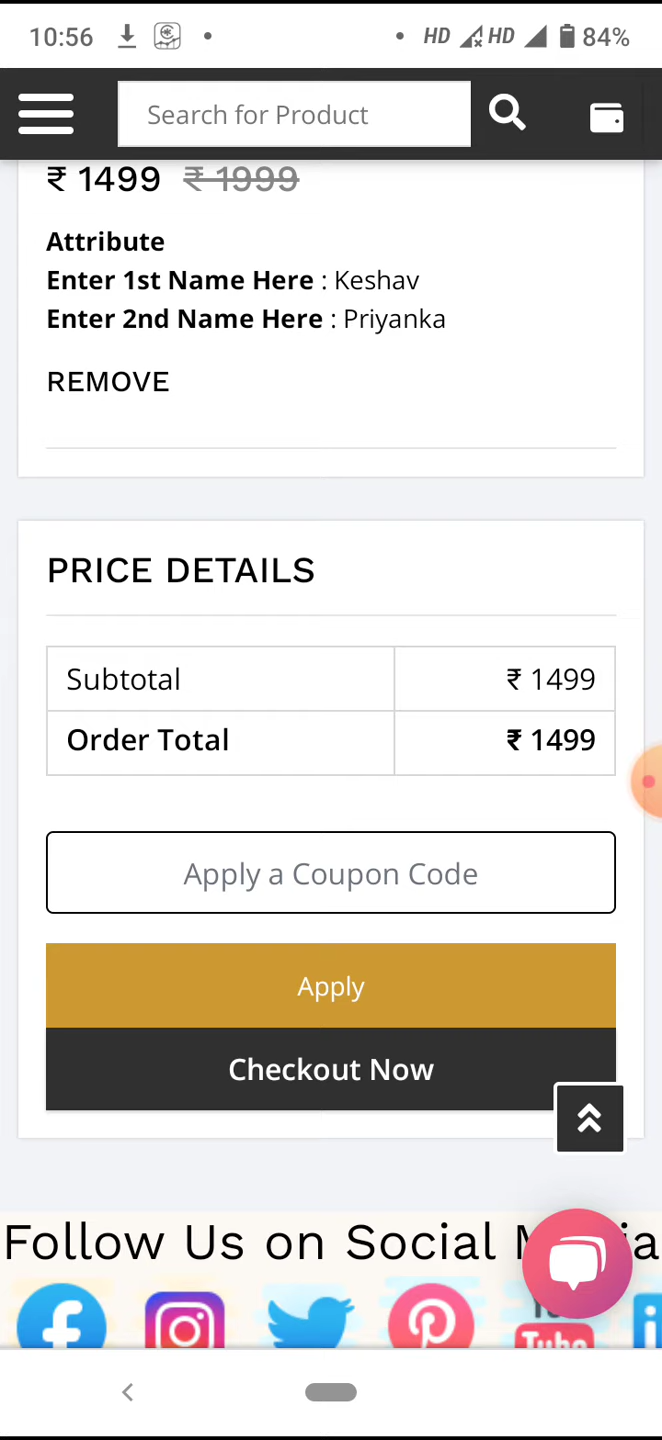 10:56 HD HD 84%
Search for Product
₹ 1499 ₹ 1999
Attribute
Enter 1st Name Here : Keshav
Enter 2nd Name Here : Priyanka
REMOVE
PRICE DETAILS
Subtotal ₹ 1499
Order Total ₹ 1499
Apply a Coupon Code
Apply
Checkout Now
Follow Us on Social